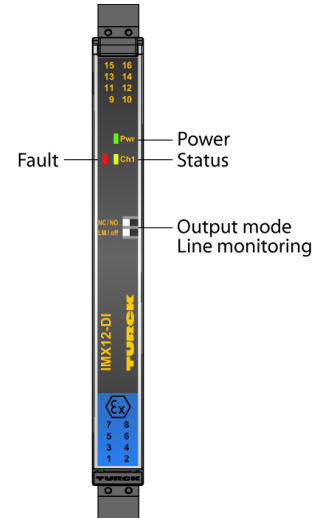 15 16
13 14
11 12
9 10
Pwr
Power
Fault
Ch1
Status
NC/NO
Output mode
LM/off
Line monitoring
IMX12-DI
TURCK
Ex
7 8
5 6
3 4
1 2
TURCK